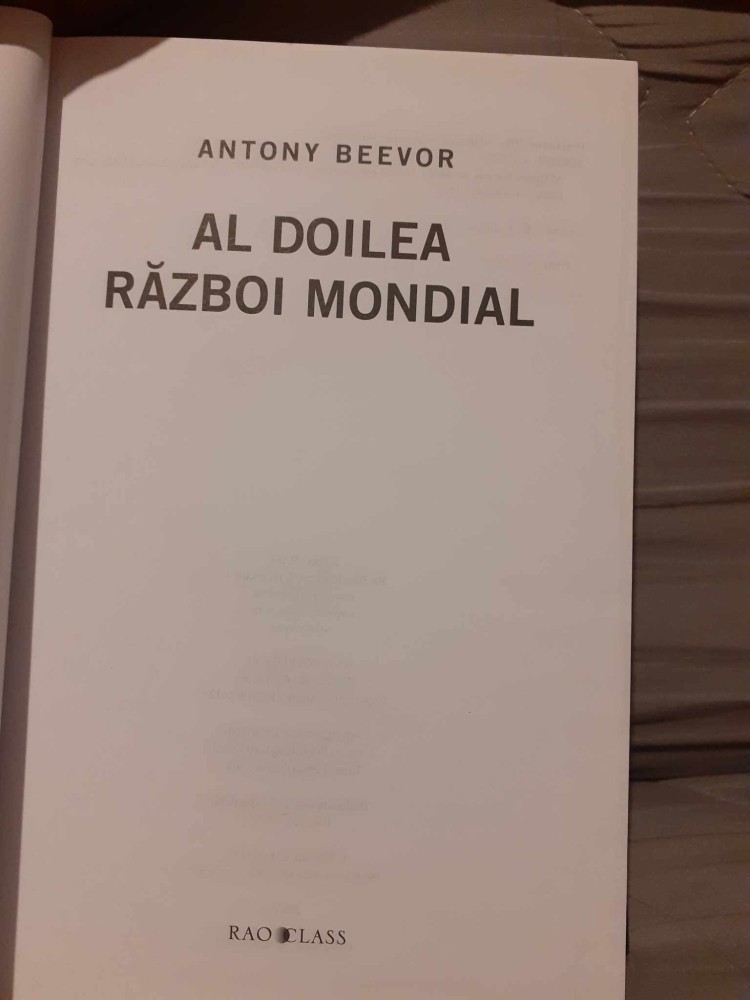 ANTONY BEEVOR
AL DOILEA
RĂZBOI MONDIAL
RAO CLASS